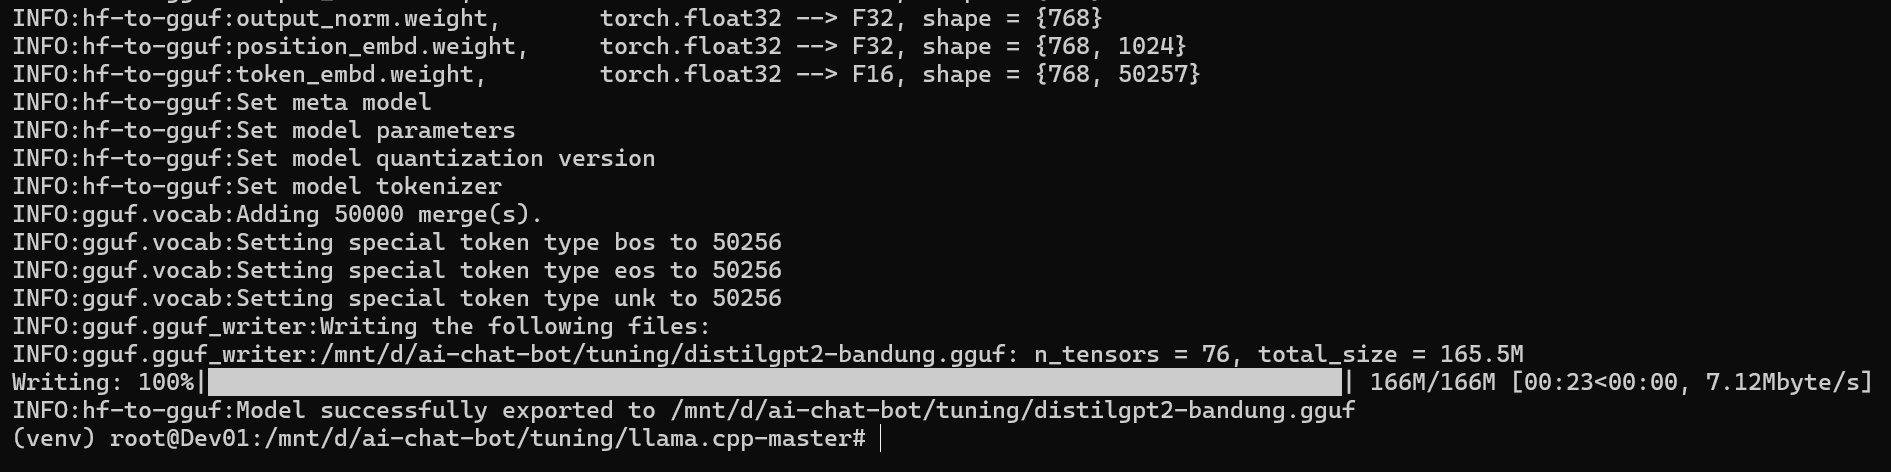 INFO:hf-to-gguf:output_norm.weight,       torch.float32 --> F32, shape = {768}
INFO:hf-to-gguf:position_embd.weight,     torch.float32 --> F32, shape = {768, 1024}
INFO:hf-to-gguf:token_embd.weight,        torch.float32 --> F16, shape = {768, 50257}
INFO:hf-to-gguf:Set meta model
INFO:hf-to-gguf:Set model parameters
INFO:hf-to-gguf:Set model quantization version
INFO:hf-to-gguf:Set model tokenizer
INFO:gguf.vocab:Adding 50000 merge(s).
INFO:gguf.vocab:Setting special token type bos to 50256
INFO:gguf.vocab:Setting special token type eos to 50256
INFO:gguf.vocab:Setting special token type unk to 50256
INFO:gguf.gguf_writer:Writing the following files:
INFO:gguf.gguf_writer:/mnt/d/ai-chat-bot/tuning/distilgpt2-bandung.gguf: n_tensors = 76, total_size = 165.5M
Writing: 100%|| 166M/166M [00:23<00:00, 7.12Mbyte/s]
INFO:hf-to-gguf:Model successfully exported to /mnt/d/ai-chat-bot/tuning/distilgpt2-bandung.gguf
(venv) root@Dev01:/mnt/d/ai-chat-bot/tuning/llama.cpp-master#